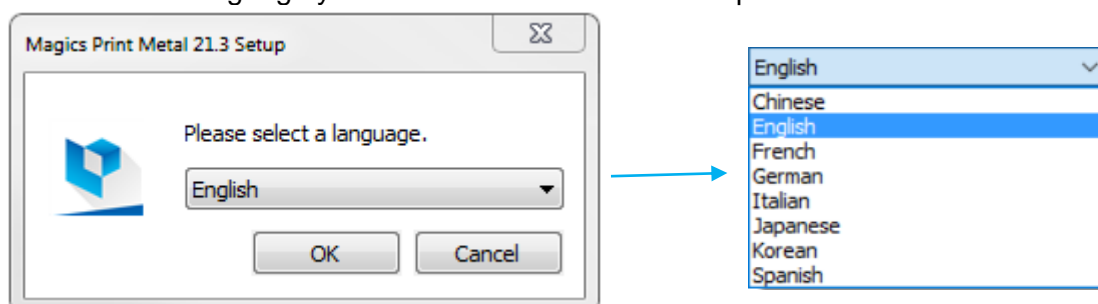 Magics Print Metal 21.3 Setup
Please select a language.
English
OK
Cancel
English
Chinese
English
French
German
Italian
Japanese
Korean
Spanish